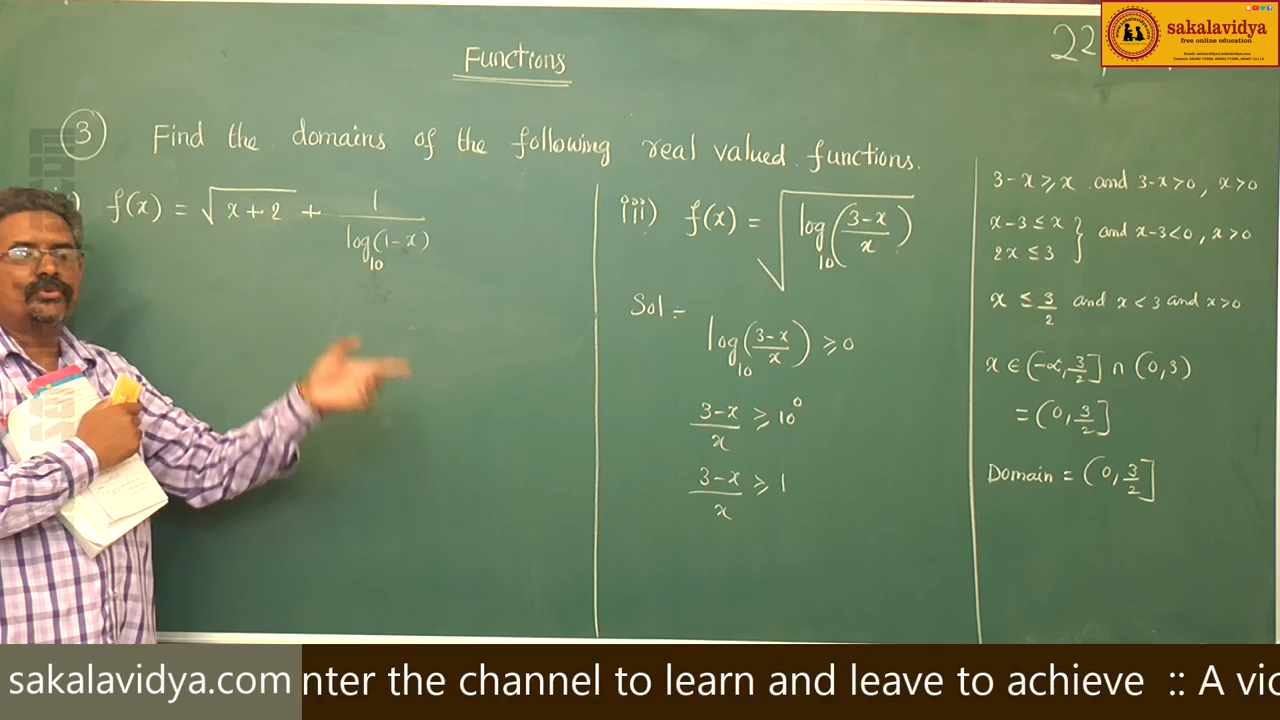 Functions
22
sakalavidya
free online education
3 Find the domains of the following real valued functions.
) f(x) = √(x+2) + 1/log₁₀(1-x)
iii) f(x) = √(log₁₀((3-x)/x))
Sol :-
log₁₀((3-x)/x) ≥ 0
(3-x)/x ≥ 10⁰
(3-x)/x ≥ 1
3-x ≥ x and 3-x>0, x>0
x-3 ≤ x
2x ≤ 3 } and x-3<0, x>0
x ≤ 3/2 and x<3 and x>0
x ∈ (-∞, 3/2] ∩ (0,3)
= (0, 3/2]
Domain = (0, 3/2]
sakalavidya.com nter the channel to learn and leave to achieve :: A vic